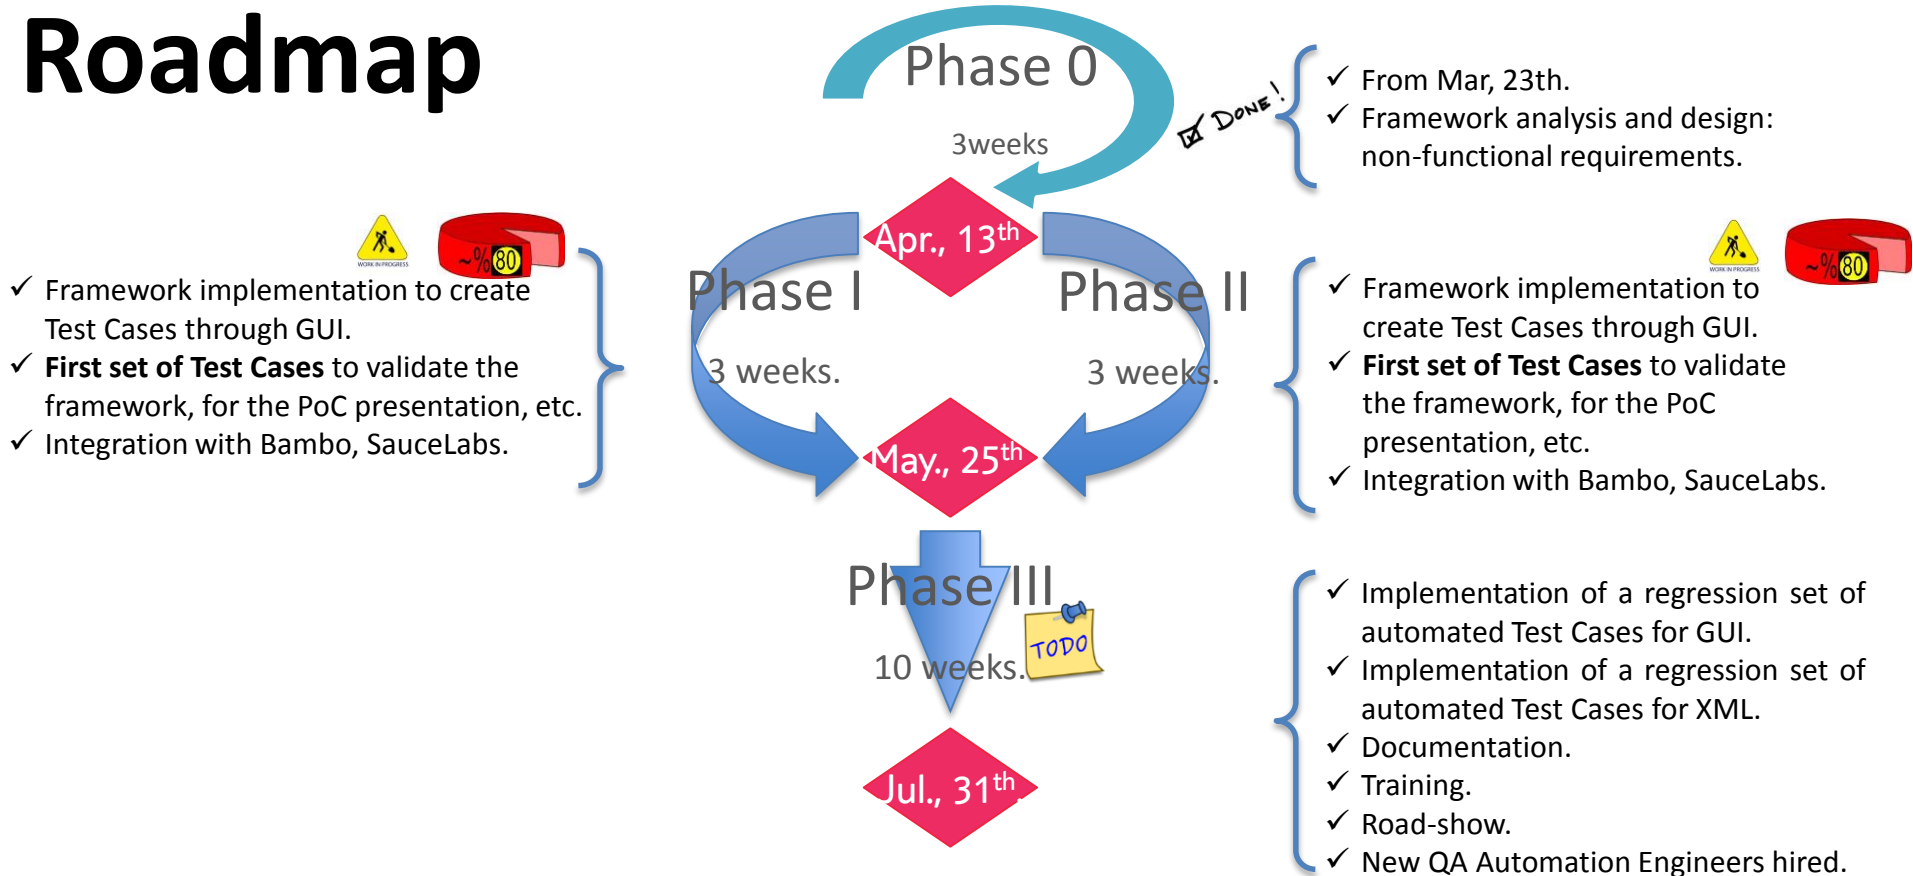 Roadmap
Phase 0
3weeks
DONE!
✓ From Mar, 23th.
✓ Framework analysis and design:
non-functional requirements.
Apr., 13th
WORK IN PROGRESS
~%80
✓ Framework implementation to create
Test Cases through GUI.
✓ First set of Test Cases to validate the
framework, for the PoC presentation, etc.
✓ Integration with Bambo, SauceLabs.
Phase I
3 weeks.
Phase II
3 weeks.
WORK IN PROGRESS
~%80
✓ Framework implementation to
create Test Cases through GUI.
✓ First set of Test Cases to validate
the framework, for the PoC
presentation, etc.
✓ Integration with Bambo, SauceLabs.
May., 25th
Phase III
10 weeks.
TODO
✓ Implementation of a regression set of
automated Test Cases for GUI.
✓ Implementation of a regression set of
automated Test Cases for XML.
✓ Documentation.
✓ Training.
✓ Road-show.
✓ New QA Automation Engineers hired.
Jul., 31th.